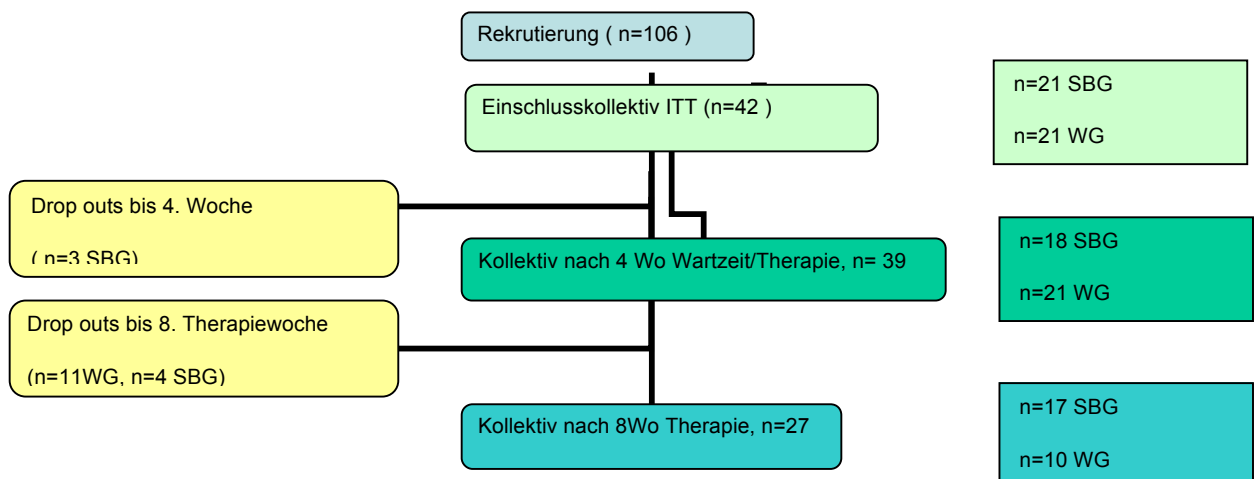 Rekrutierung ( n=106 )
Einschlusskollektiv ITT (n=42 )
n=21 SBG
n=21 WG
Drop outs bis 4. Woche
( n=3 SBG)
Kollektiv nach 4 Wo Wartzeit/Therapie, n= 39
n=18 SBG
n=21 WG
Drop outs bis 8. Therapiewoche
(n=11WG, n=4 SBG)
Kollektiv nach 8Wo Therapie, n=27
n=17 SBG
n=10 WG